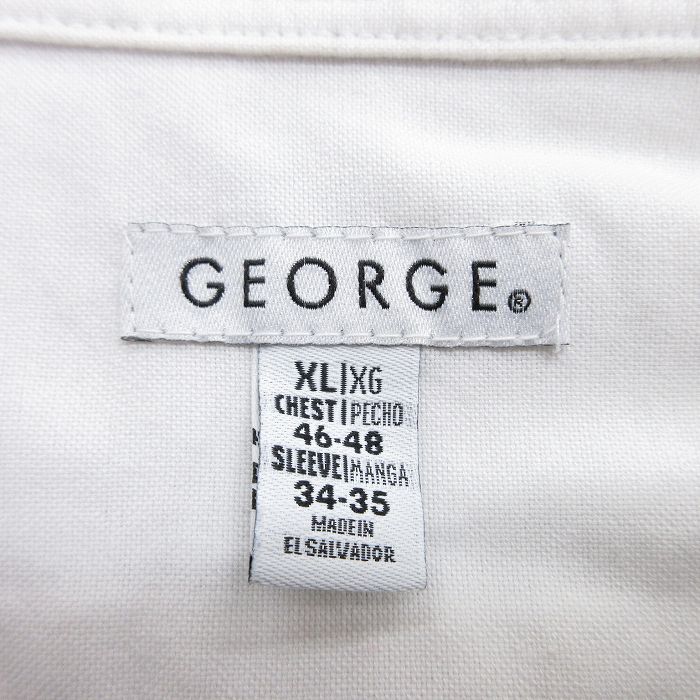 GEORGE®
XL|XG
CHEST|PECHO
46-48
SLEEVE|MANGA
34-35
MADE IN
EL SALVADOR